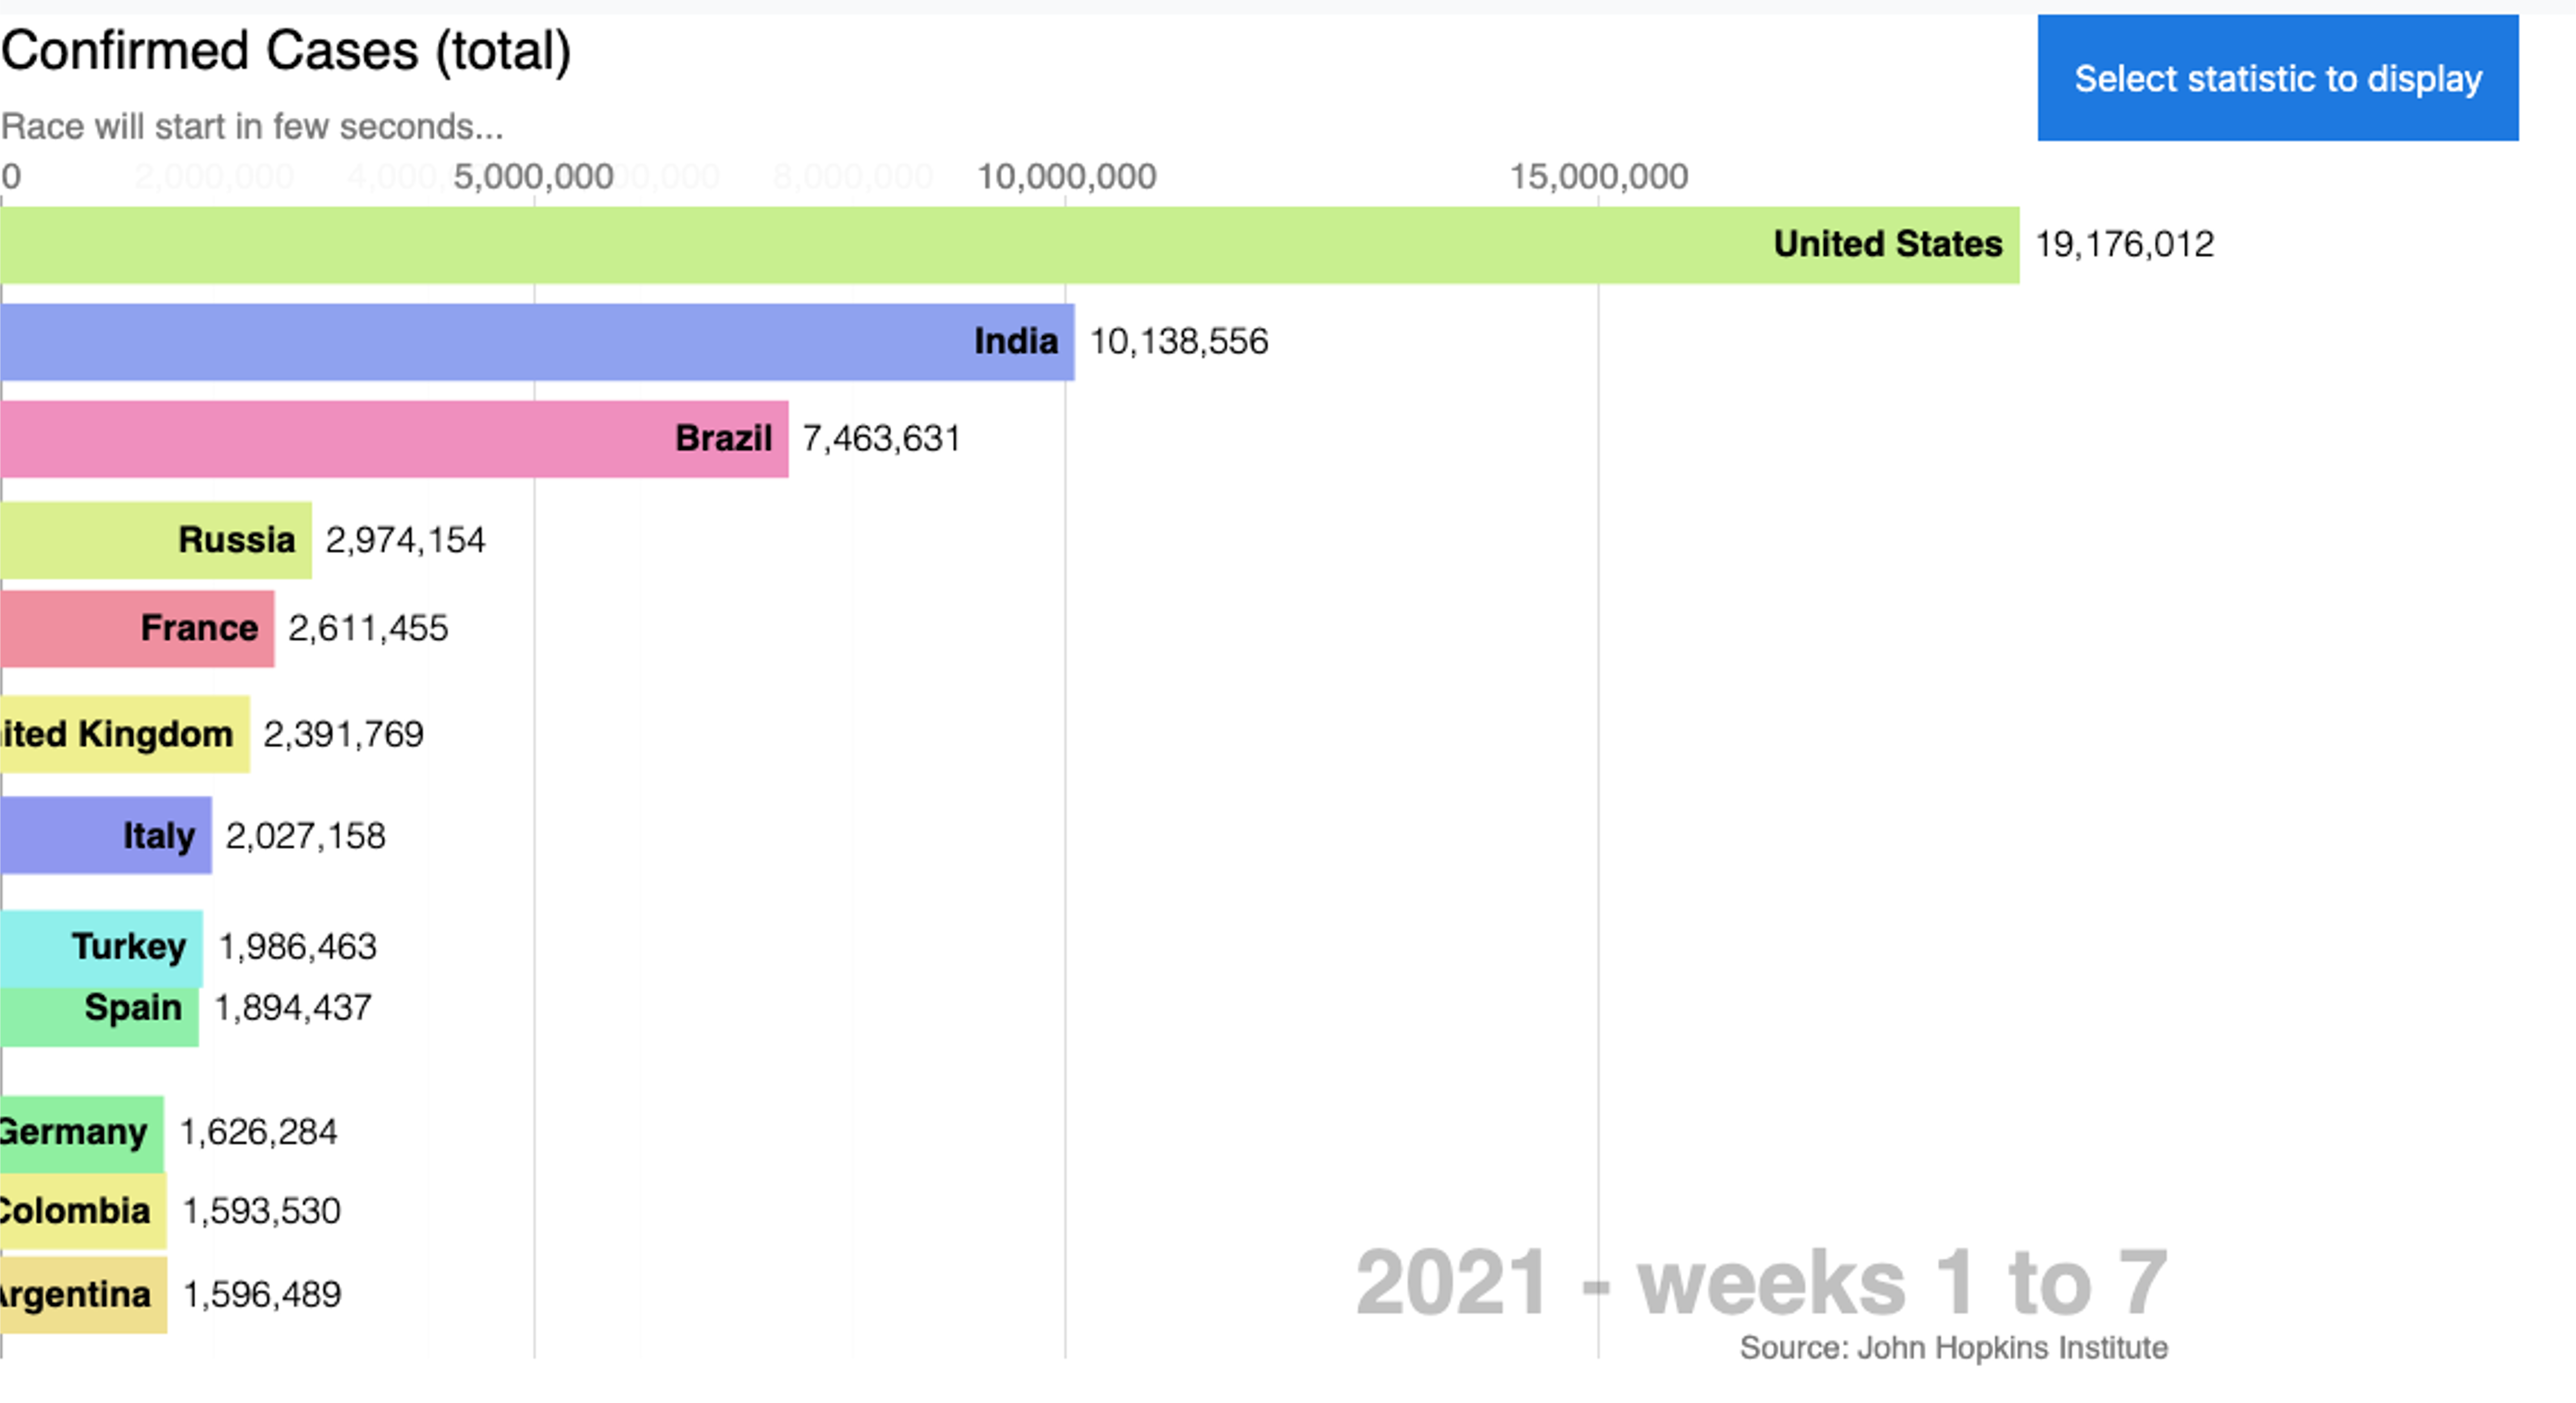 Confirmed Cases (total)
Select statistic to display
Race will start in few seconds...
0 2,000,000 4,000, 5,000,000 00,000 8,000,000 10,000,000 15,000,000
United States 19,176,012
India 10,138,556
Brazil 7,463,631
Russia 2,974,154
France 2,611,455
ited Kingdom 2,391,769
Italy 2,027,158
Turkey 1,986,463
Spain 1,894,437
Germany 1,626,284
Colombia 1,593,530
Argentina 1,596,489
2021 - weeks 1 to 7
Source: John Hopkins Institute